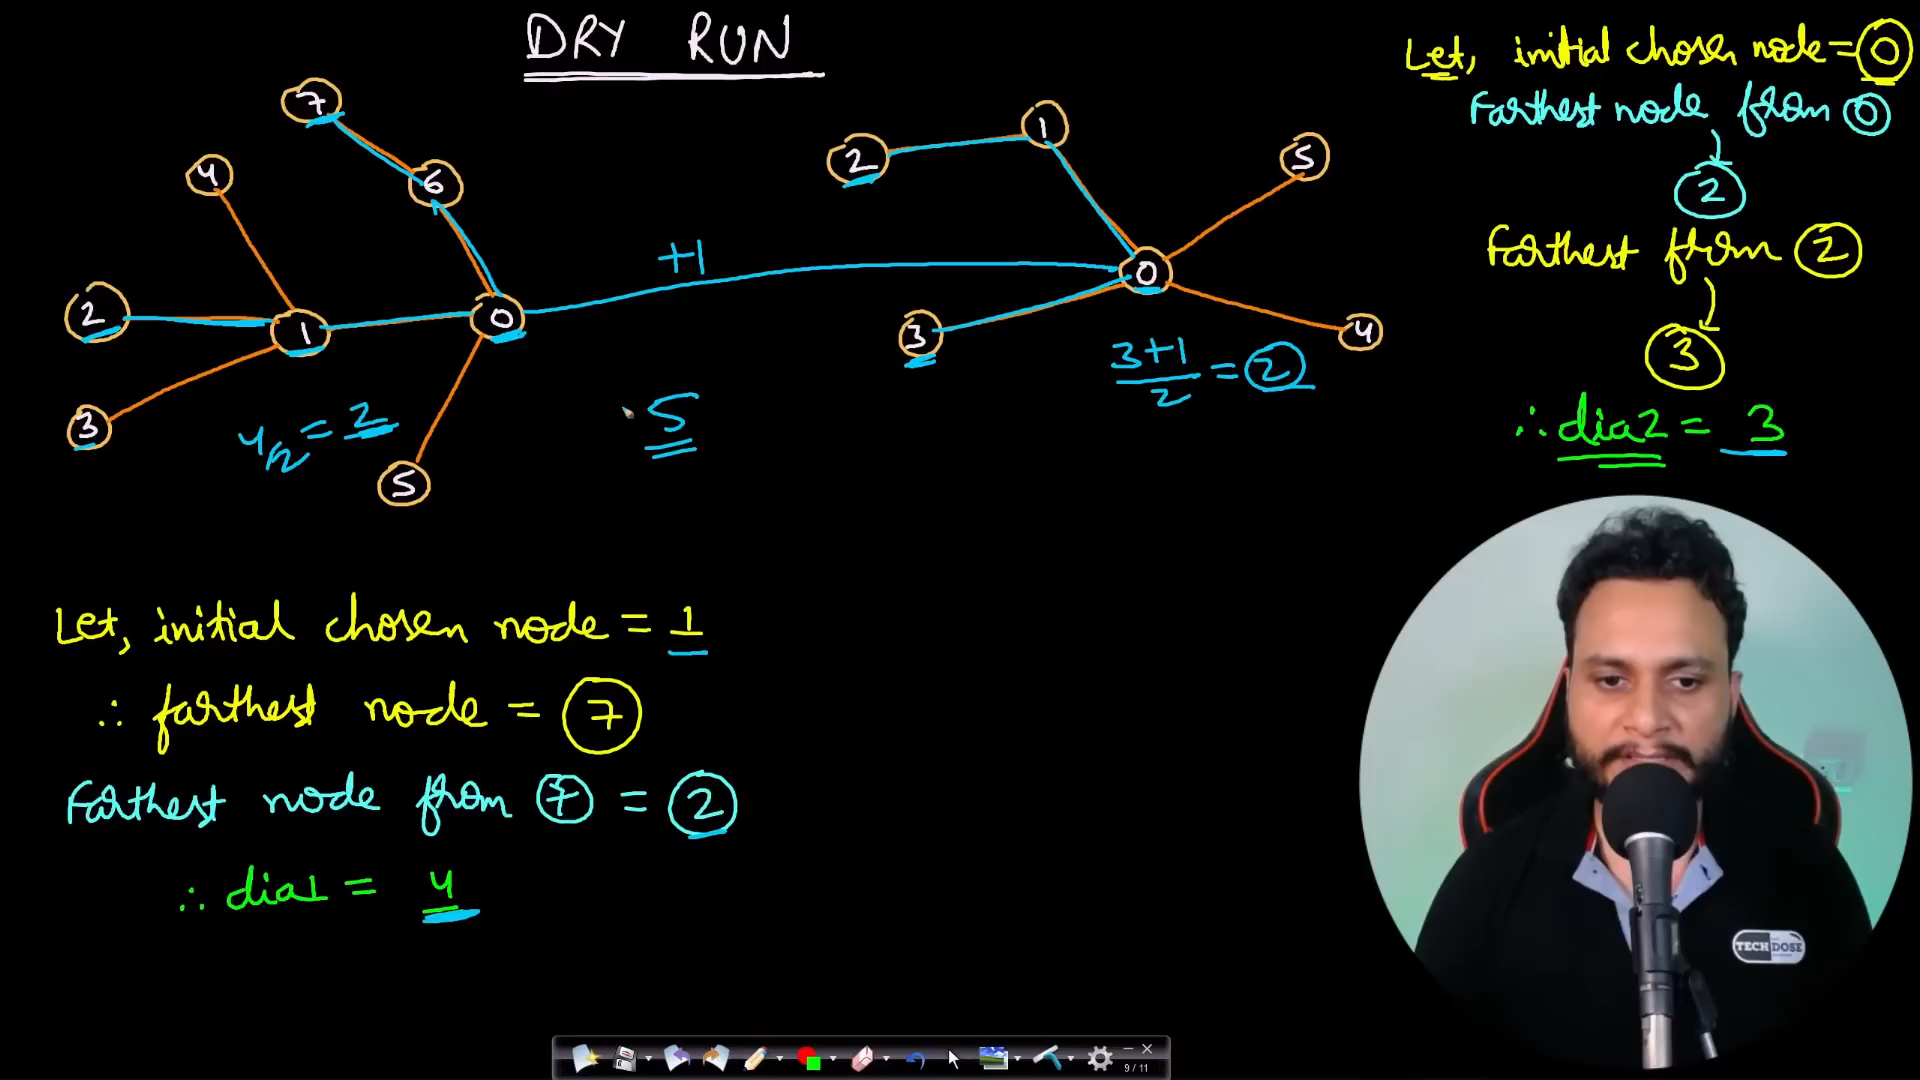 DRY RUN
Let, initial chosen node = 0
Farthest node from 0
2
Farthest from 2
3
∴ dia2 = 3
7
4
6
2
1
0
3
5
+1
2
1
5
0
3
4
4/2 = 2
5
3+1/2 = 2
Let, initial chosen node = 1
∴ farthest node = 7
Farthest node from 7 = 2
∴ dia1 = 4
TECH DOSE
9 / 11